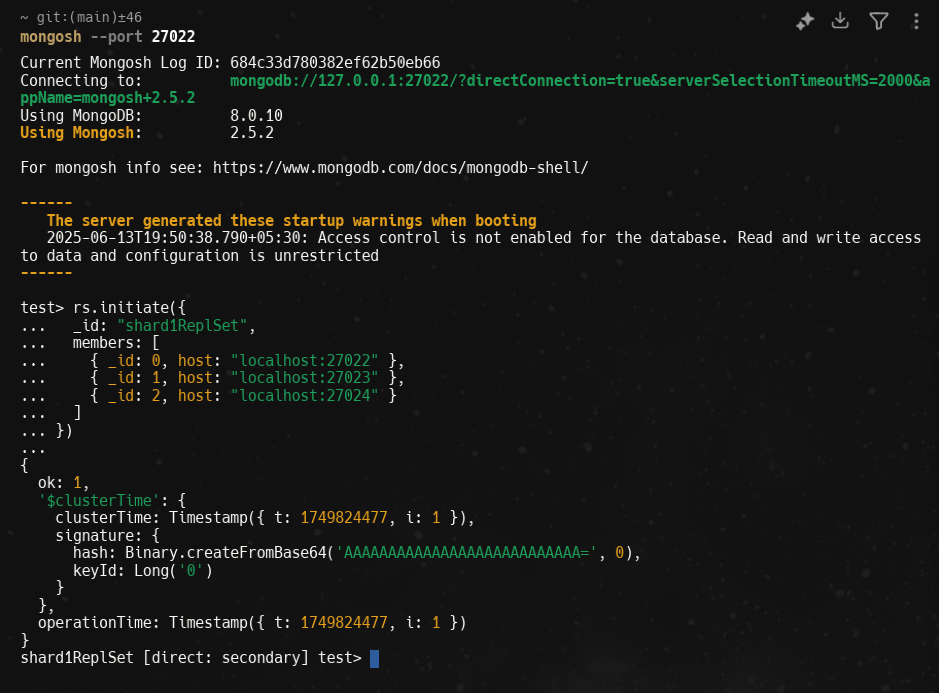 ~ git:(main)±46
mongosh --port 27022
Current Mongosh Log ID: 684c33d780382ef62b50eb66
Connecting to:          mongodb://127.0.0.1:27022/?directConnection=true&serverSelectionTimeoutMS=2000&a
ppName=mongosh+2.5.2
Using MongoDB:          8.0.10
Using Mongosh:          2.5.2
For mongosh info see: https://www.mongodb.com/docs/mongodb-shell/
------
   The server generated these startup warnings when booting
   2025-06-13T19:50:38.790+05:30: Access control is not enabled for the database. Read and write access
to data and configuration is unrestricted
------
test> rs.initiate({
...   _id: "shard1ReplSet",
...   members: [
...     { _id: 0, host: "localhost:27022" },
...     { _id: 1, host: "localhost:27023" },
...     { _id: 2, host: "localhost:27024" }
...   ]
... })
...
{
  ok: 1,
  '$clusterTime': {
    clusterTime: Timestamp({ t: 1749824477, i: 1 }),
    signature: {
      hash: Binary.createFromBase64('AAAAAAAAAAAAAAAAAAAAAAAAAAA=', 0),
      keyId: Long('0')
    }
  },
  operationTime: Timestamp({ t: 1749824477, i: 1 })
}
shard1ReplSet [direct: secondary] test>